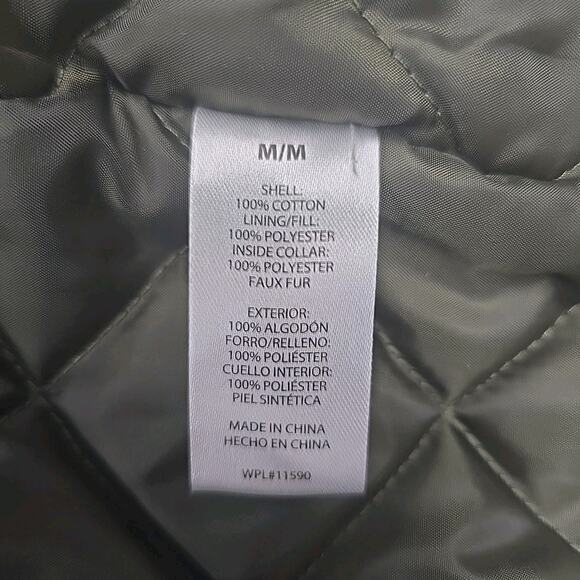 M/M
SHELL:
100% COTTON
LINING/FILL:
100% POLYESTER
INSIDE COLLAR:
100% POLYESTER
FAUX FUR
EXTERIOR:
100% ALGODÓN
FORRO/RELLENO:
100% POLIÉSTER
CUELLO INTERIOR:
100% POLIÉSTER
PIEL SINTÉTICA
MADE IN CHINA
HECHO EN CHINA
WPL#11590